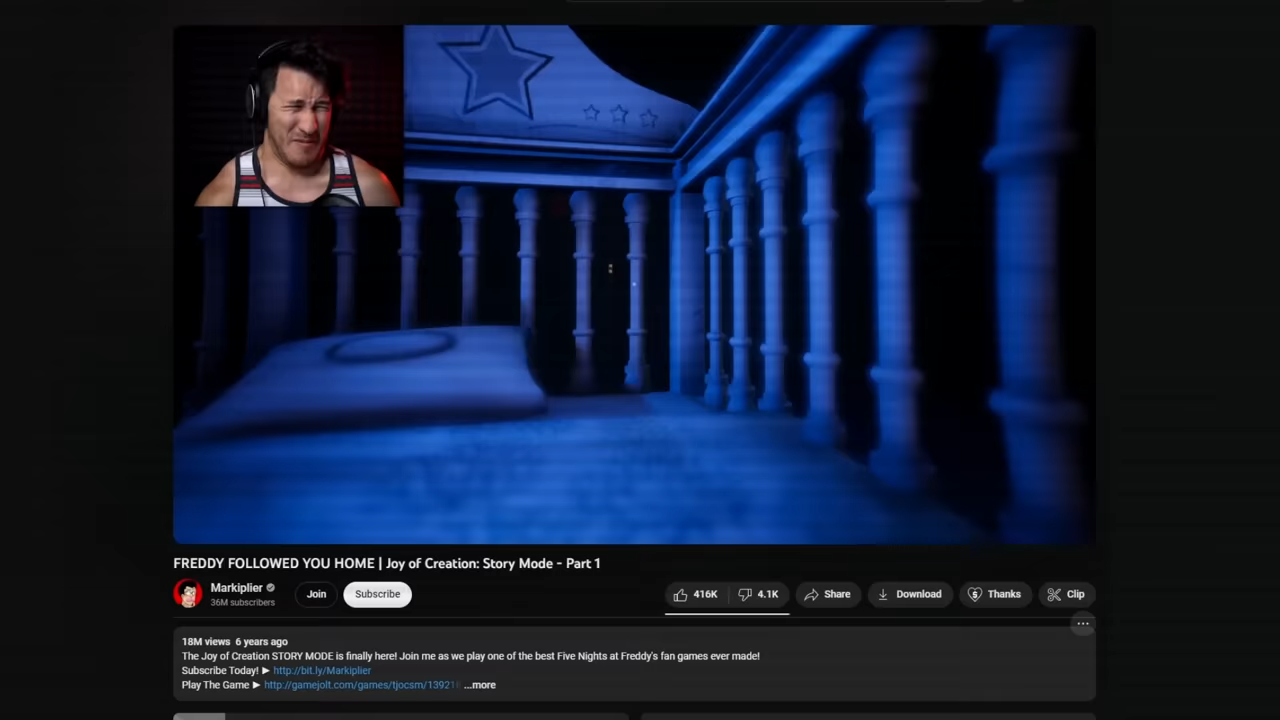 FREDDY FOLLOWED YOU HOME | Joy of Creation: Story Mode - Part 1
Markiplier
36M subscribers
Join
Subscribe
416K
4.1K
Share
Download
Thanks
Clip
18M views 6 years ago
The Joy of Creation STORY MODE is finally here! Join me as we play one of the best Five Nights at Freddy's fan games ever made!
Subscribe Today! ► http://bit.ly/Markiplier
Play The Game ► http://gamejolt.com/games/tjocsm/13921 ...more